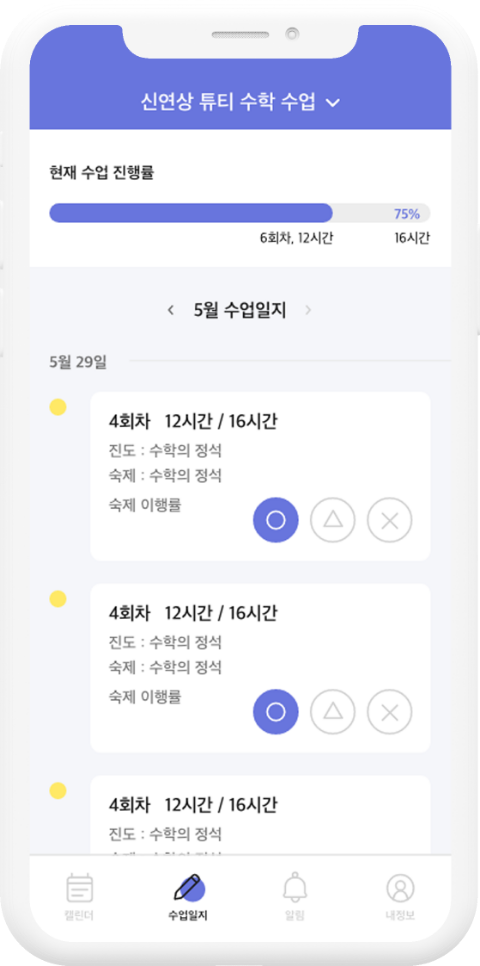 신연상 튜티 수학 수업
현재 수업 진행률
75%
6회차, 12시간 16시간
5월 수업일지
5월 29일
4회차 12시간 / 16시간
진도 : 수학의 정석
숙제 : 수학의 정석
숙제 이행률
4회차 12시간 / 16시간
진도 : 수학의 정석
숙제 : 수학의 정석
숙제 이행률
4회차 12시간 / 16시간
진도 : 수학의 정석
캘린더 수업일지 알림 내정보